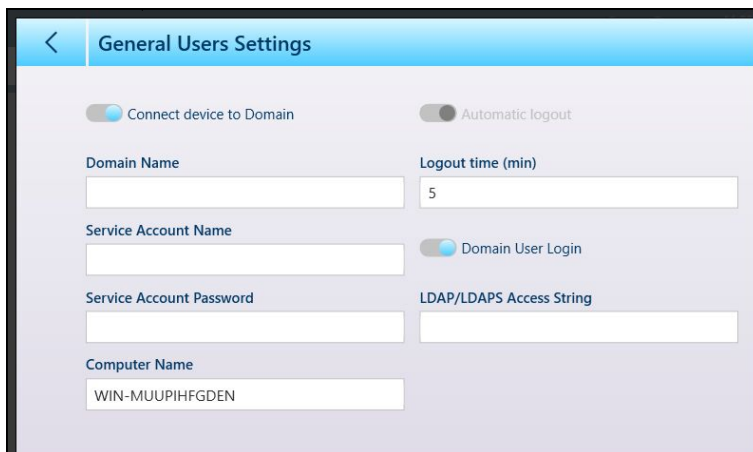 General Users Settings
Connect device to Domain
Automatic logout
Domain Name
Logout time (min)
5
Service Account Name
Domain User Login
Service Account Password
LDAP/LDAPS Access String
Computer Name
WIN-MUUPIHFGDEN